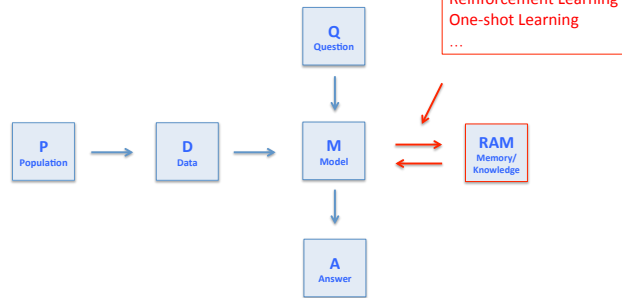 Reinforcement Learning
One-shot Learning
...
Q
Question
P
Population
D
Data
M
Model
RAM
Memory/
Knowledge
A
Answer